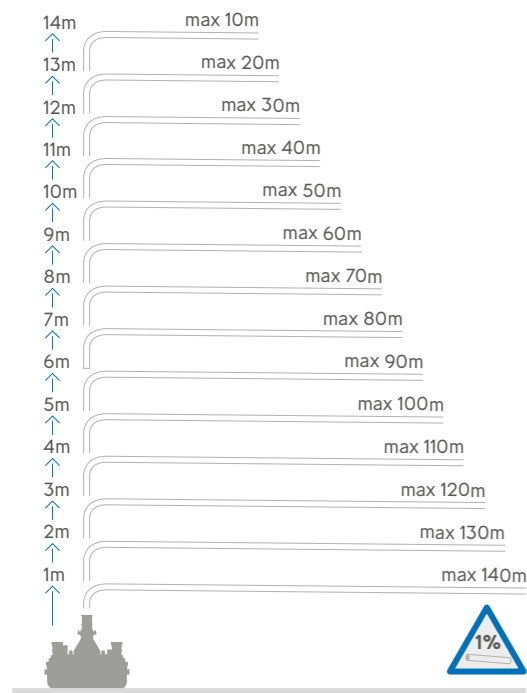 14m max 10m
13m max 20m
12m max 30m
11m max 40m
10m max 50m
9m max 60m
8m max 70m
7m max 80m
6m max 90m
5m max 100m
4m max 110m
3m max 120m
2m max 130m
1m max 140m
1%